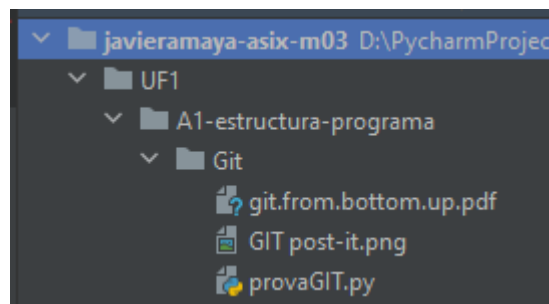 javieramaya-asix-m03 D:\PycharmProjec
UF1
A1-estructura-programa
Git
git.from.bottom.up.pdf
GIT post-it.png
provaGIT.py